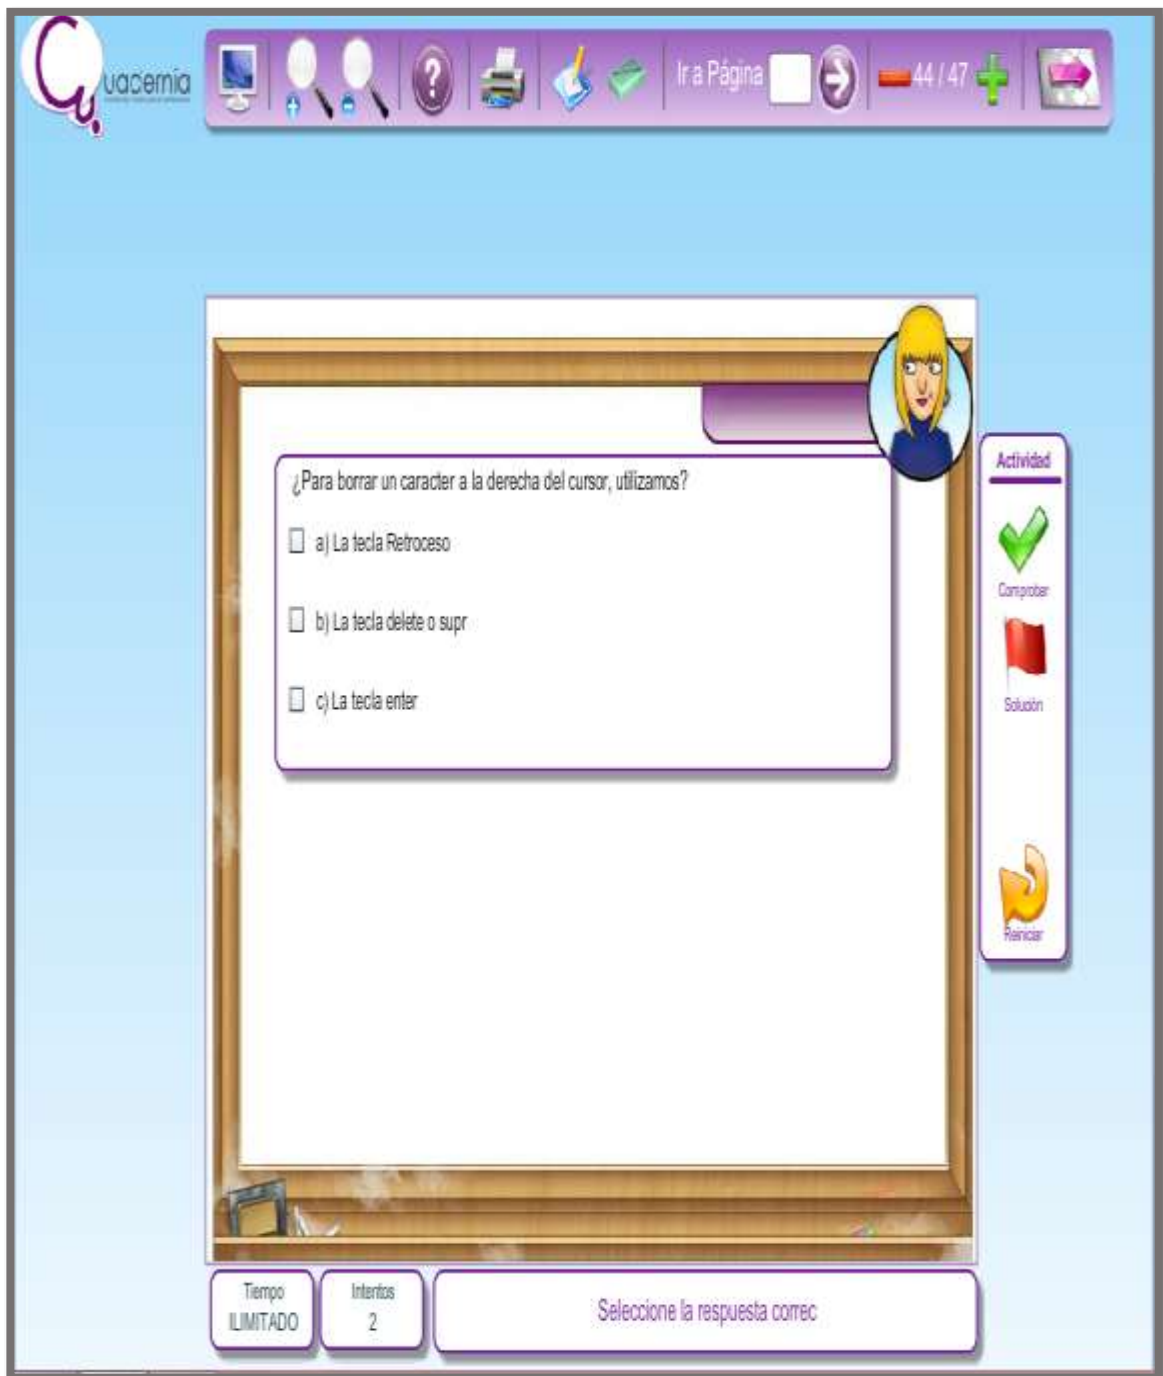 uacernia
Ir a Página
44 / 47
¿Para borrar un caracter a la derecha del cursor, utilizamos?
a) La tecla Retroceso
b) La tecla delete o supr
c) La tecla enter
Actividad
Comprobar
Solución
Reiniciar
Tiempo
ILIMITADO
Intentos
2
Seleccione la respuesta correc